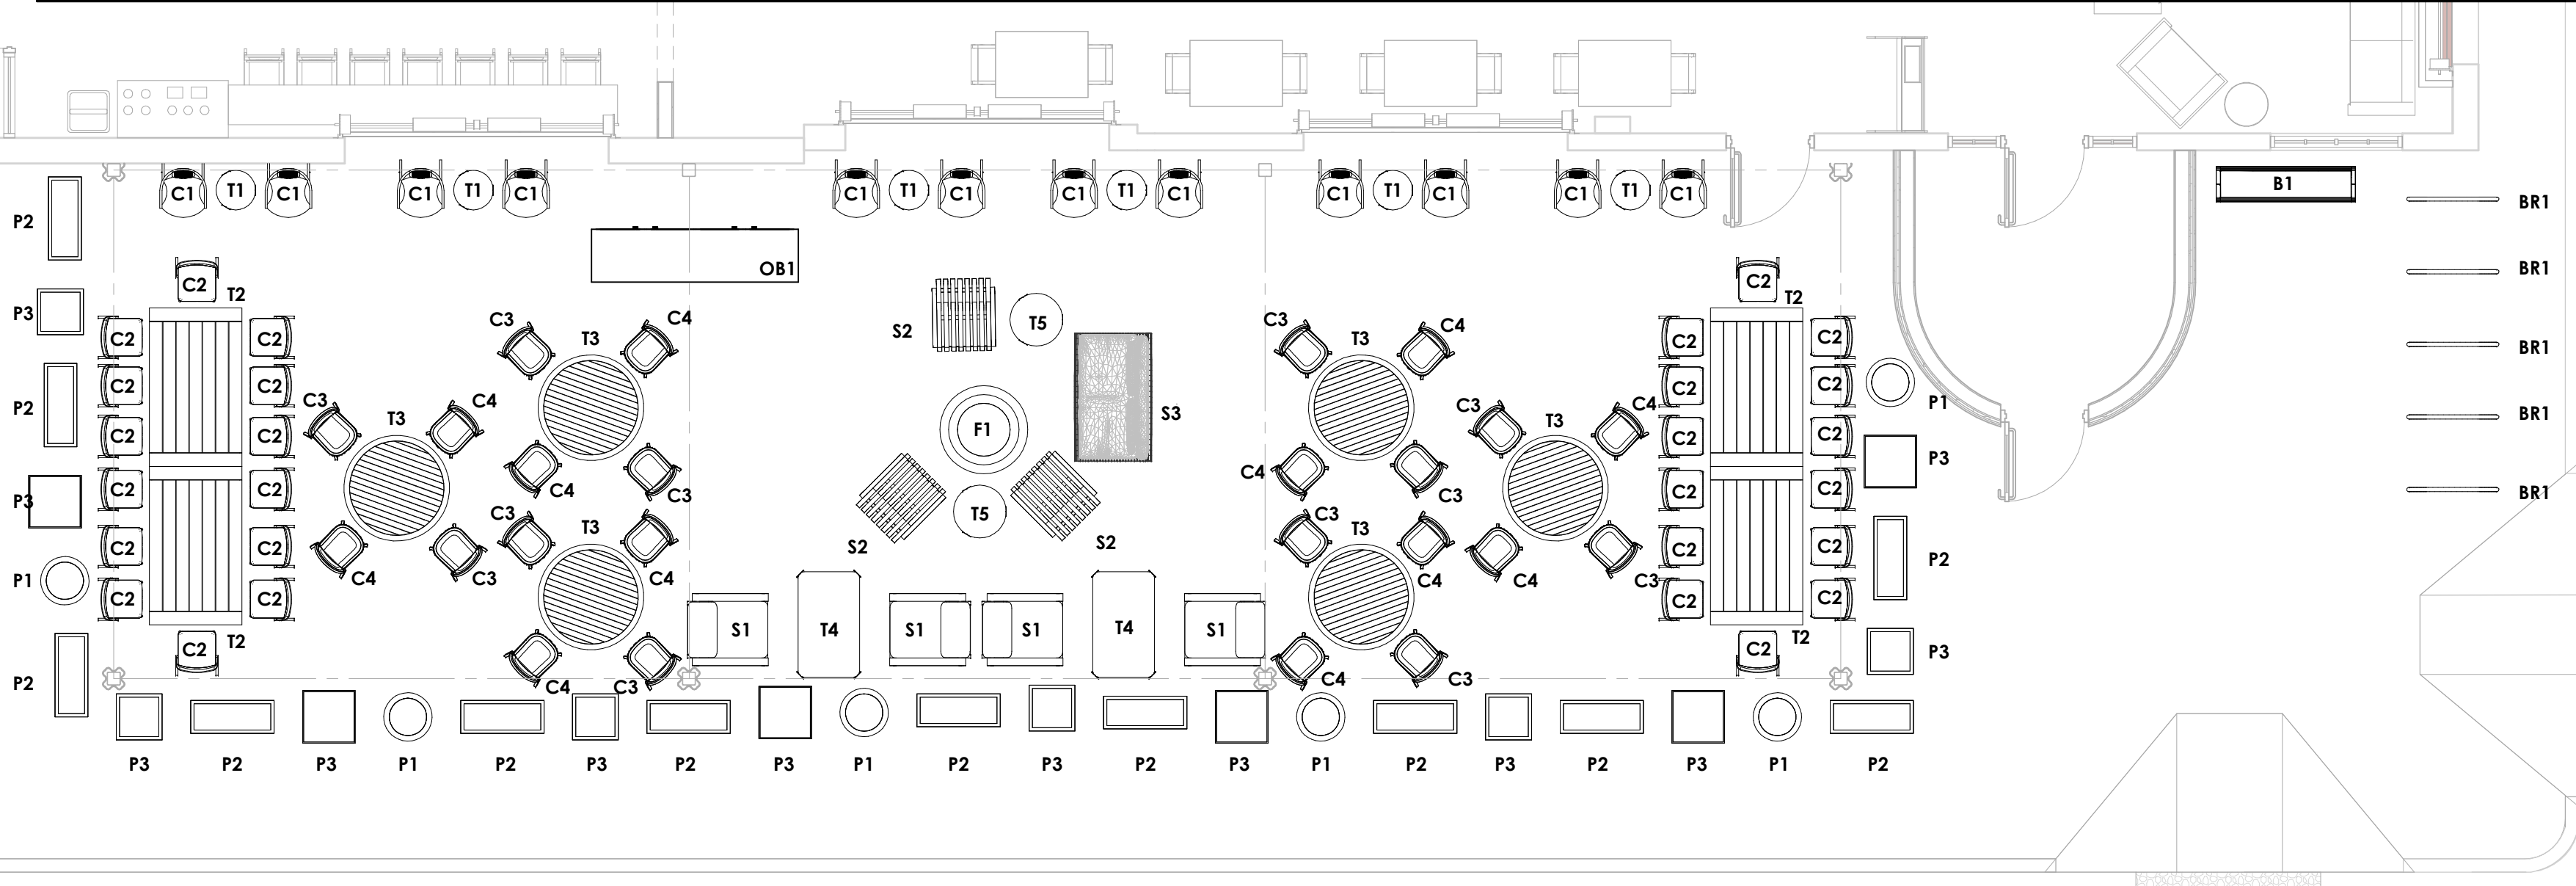 C1 T1 C1 C1 T1 C1 C1 T1 C1 C1 T1 C1 C1 T1 C1 C1 T1 C1 B1
BR1
P2
OB1
BR1
C2 C2
T2 T2
P3
C3 C4 S2 T5 C3 C4
C2 C2 T3 T3 C2 C2
BR1
C2 C2 C2 C2
C3 C4 C3 C4 P1
P2 T3 S3 T3 BR1
C2 C2 F1 C2 C2
P3
C4
C2 C2 C4 C3 C3 C2 C2 BR1
P3
C3 T5 C3
T3 T3
C2 C2 S2 S2 C2 C2
P2
P1 C4 C3 C4 C4 C4 C3
C2 C2 C2 C2
S1 T4 S1 S1 T4 S1
T2 T2
C2 C2 P3
P2 C4 C3 C4 C3
P3 P2 P3 P1 P2 P3 P2 P3 P1 P2 P3 P2 P3 P1 P2 P3 P2 P3 P1 P2